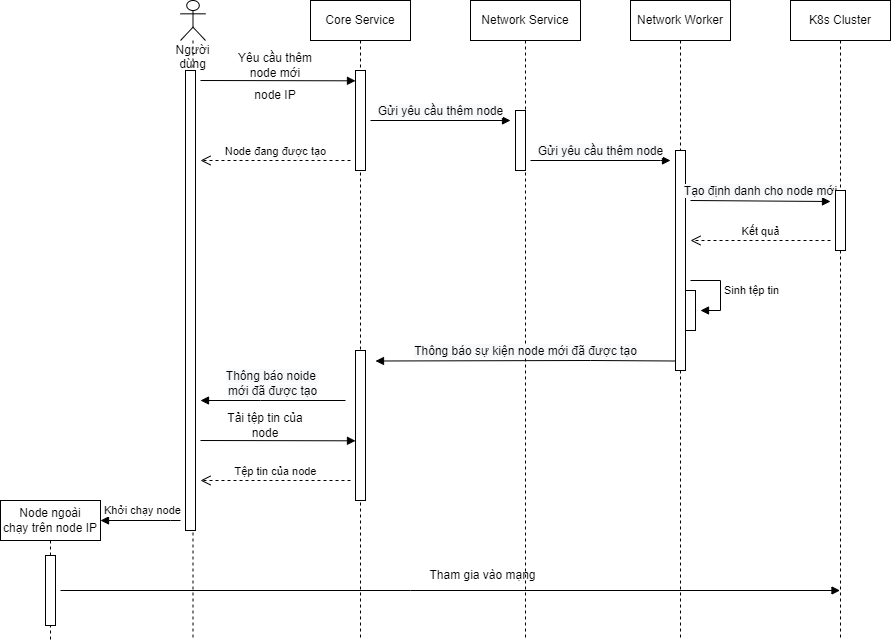 Core Service
Network Service
Network Worker
K8s Cluster
Người
dùng
Yêu cầu thêm
node mới
node IP
Gửi yêu cầu thêm node
Node đang được tạo
Gửi yêu cầu thêm node
Tạo định danh cho node mới
Kết quả
Sinh tệp tin
Thông báo sự kiện node mới đã được tạo
Thông báo noide
mới đã được tạo
Tải tệp tin của
node
Tệp tin của node
Node ngoài
chạy trên node IP
Khởi chạy node
Tham gia vào mạng